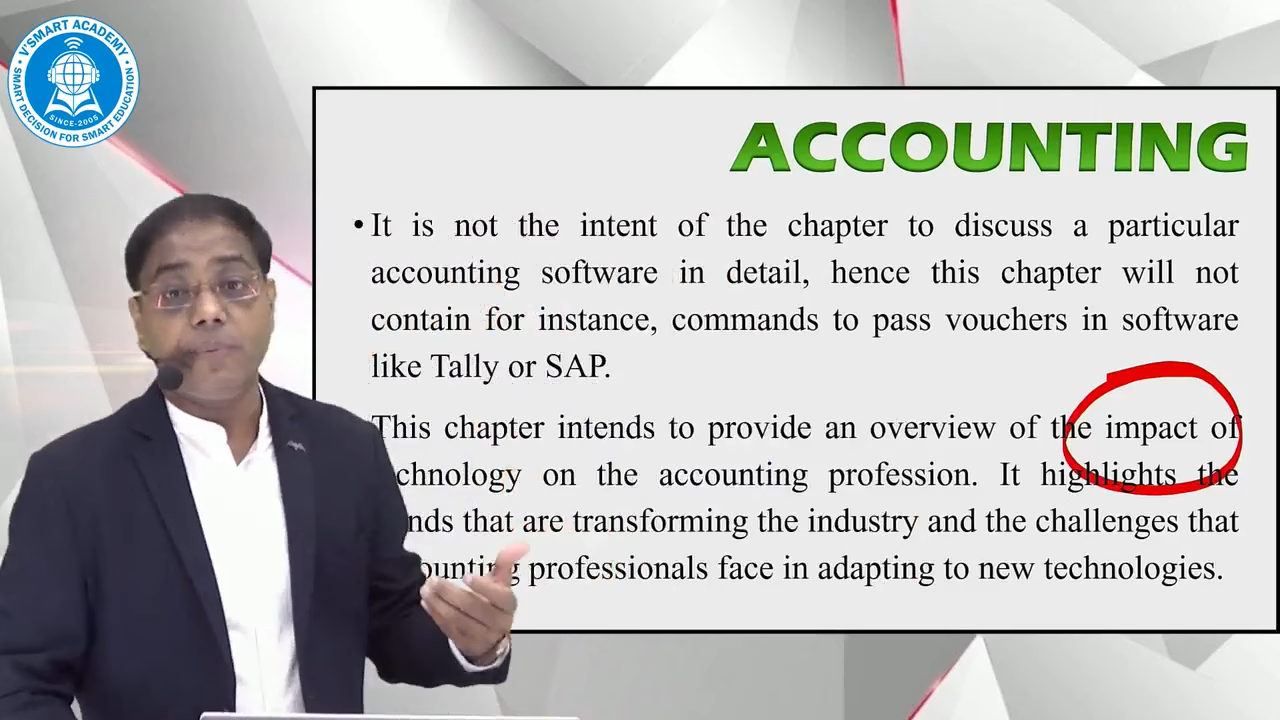 V'SMART ACADEMY
SMART DECISION FOR SMART EDUCATION
SINCE-2005
ACCOUNTING
• It is not the intent of the chapter to discuss a particular
accounting software in detail, hence this chapter will not
contain for instance, commands to pass vouchers in software
like Tally or SAP.
This chapter intends to provide an overview of the impact of
chnology on the accounting profession. It highlights the
nds that are transforming the industry and the challenges that
ounting professionals face in adapting to new technologies.